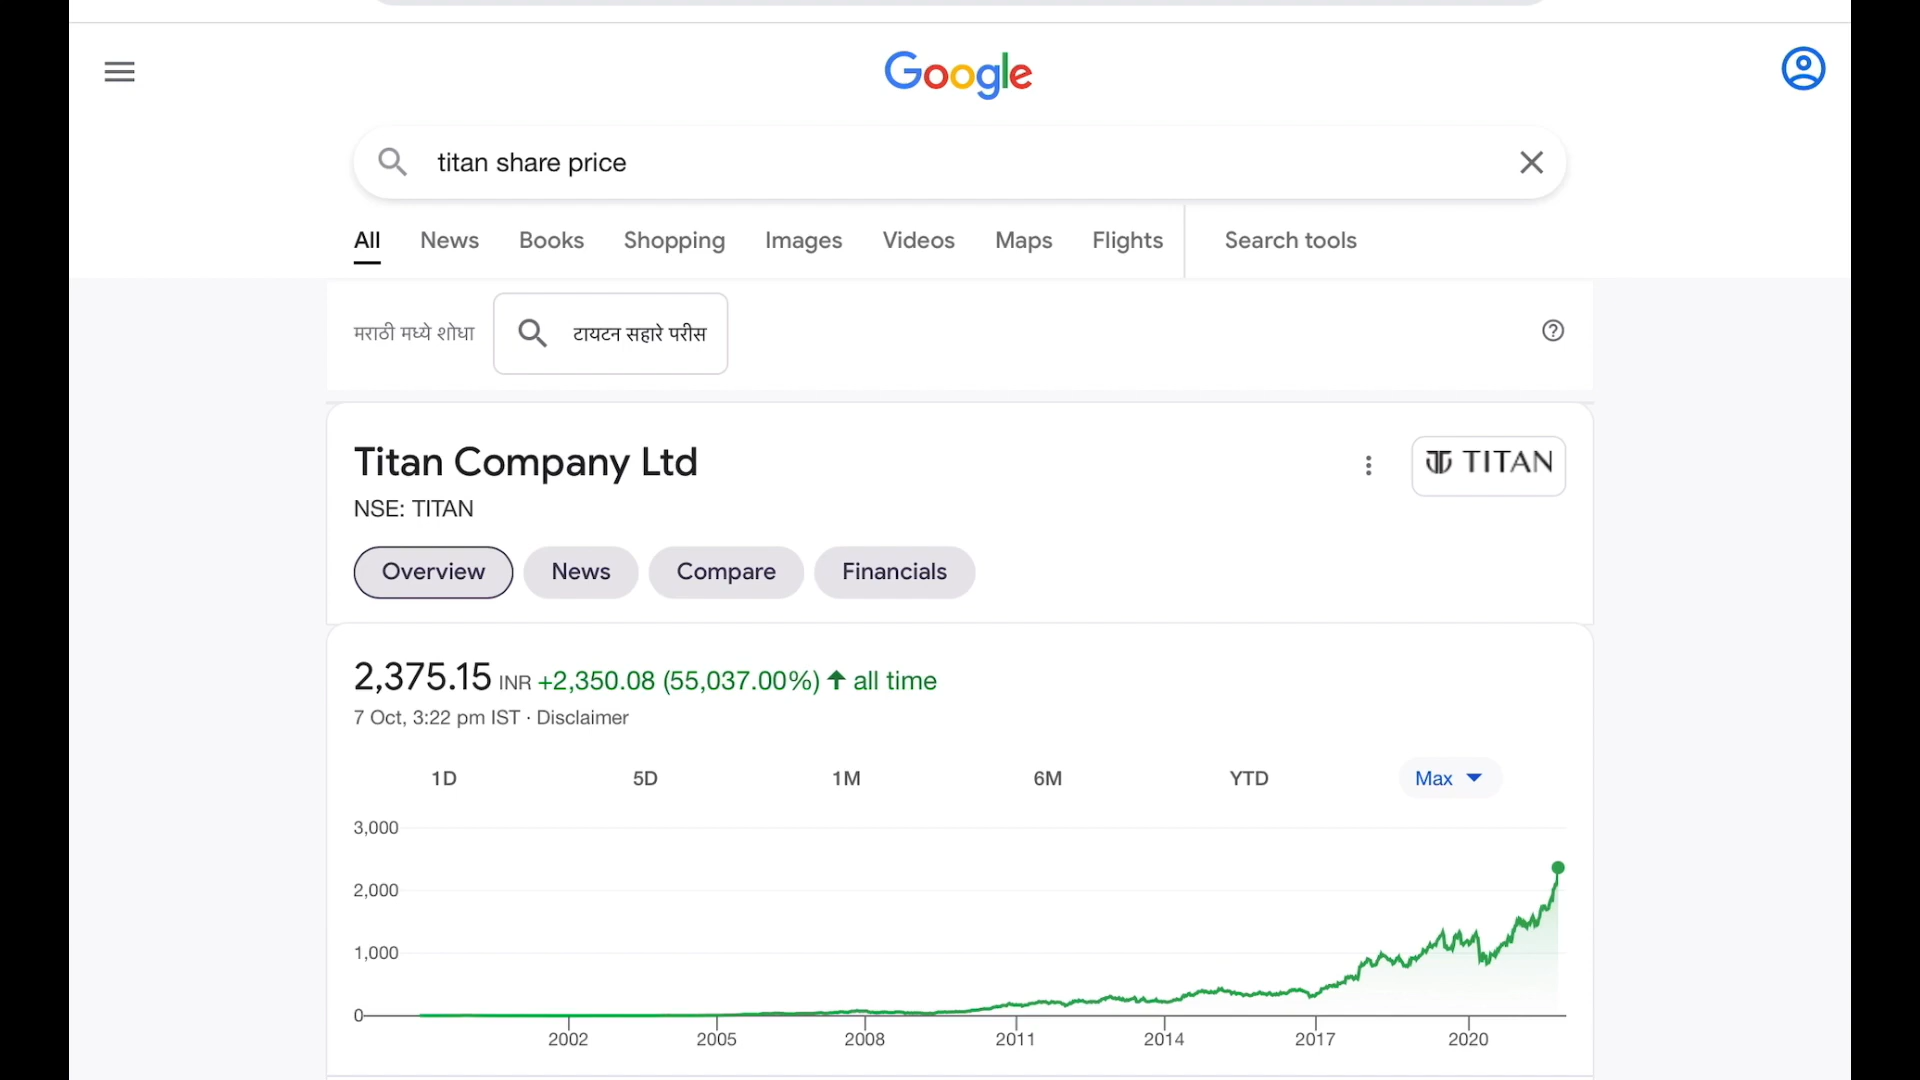 Google
titan share price
All News Books Shopping Images Videos Maps Flights Search tools
मराठी मध्ये शोधा टायटन सहारे परीस
Titan Company Ltd
TITAN
NSE: TITAN
Overview News Compare Financials
2,375.15 INR +2,350.08 (55,037.00%) ↑ all time
7 Oct, 3:22 pm IST · Disclaimer
1D 5D 1M 6M YTD Max
3,000
2,000
1,000
0
2002 2005 2008 2011 2014 2017 2020